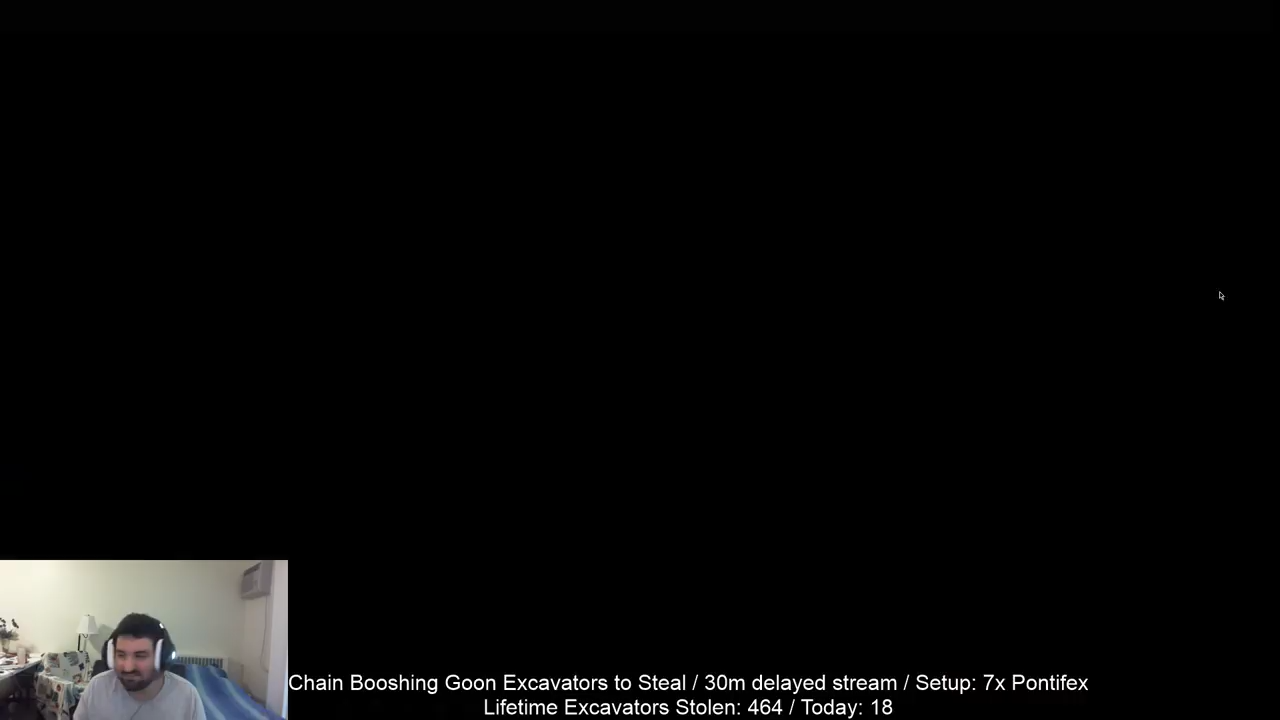 Chain Booshing Goon Excavators to Steal / 30m delayed stream / Setup: 7x Pontifex
Lifetime Excavators Stolen: 464 / Today: 18